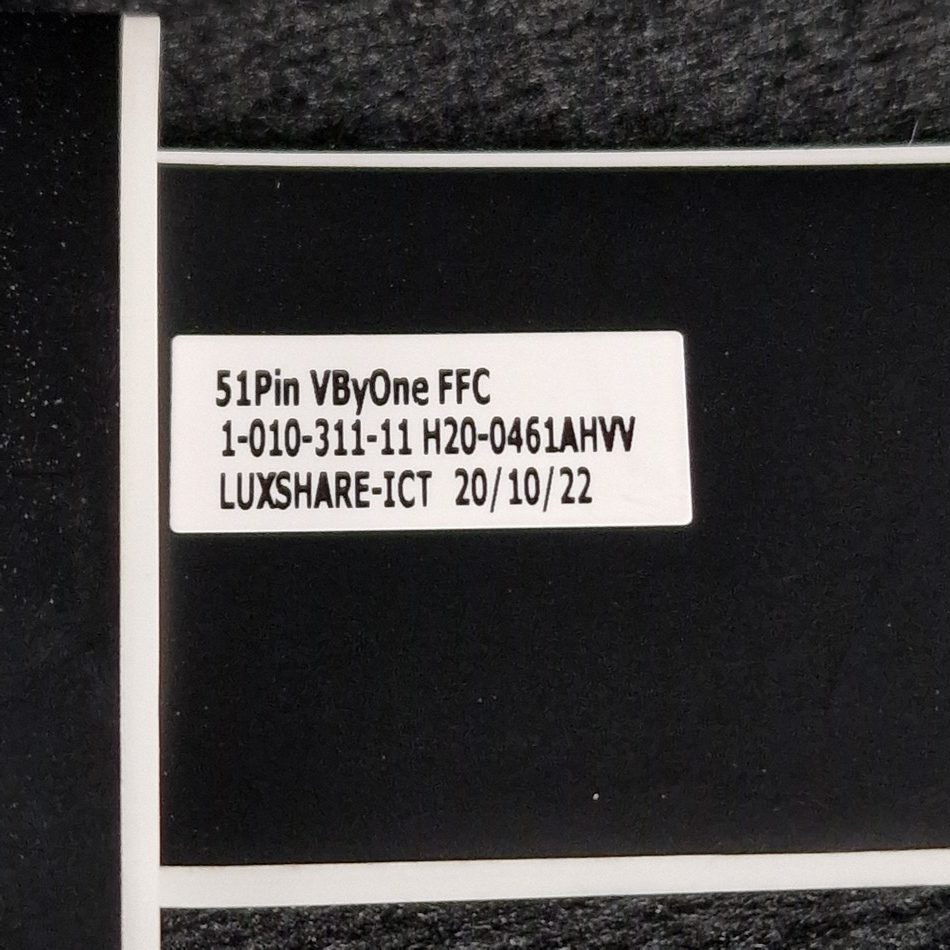 51Pin VByOne FFC
1-010-311-11 H20-0461AHVV
LUXSHARE-ICT 20/10/22